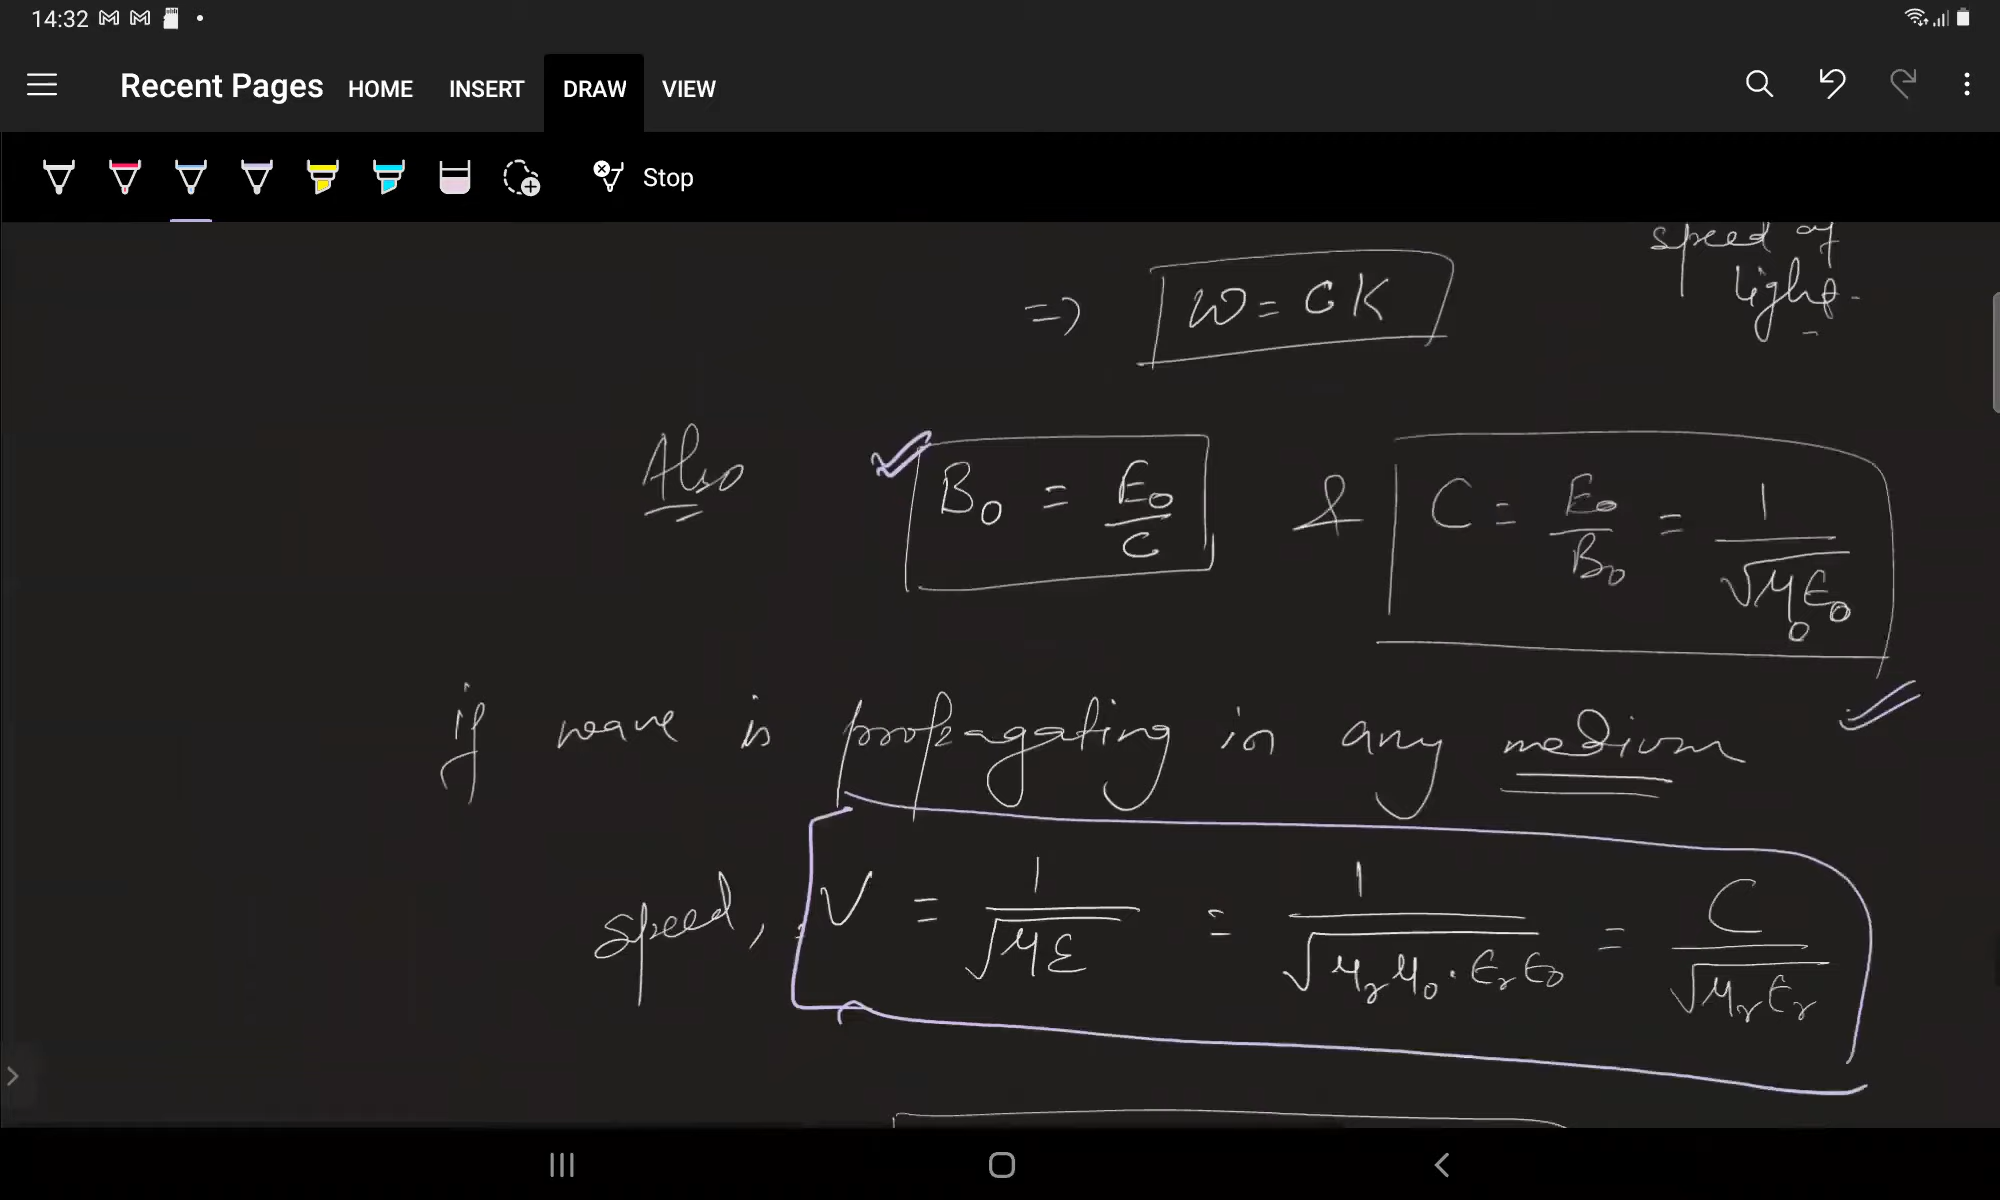 14:32
Recent Pages HOME INSERT DRAW VIEW
Stop
speed of
light.
=> W = CK
Also B₀ = E₀/C & C = E₀/B₀ = 1/√μ₀ϵ₀
if wave is propagating in any medium
speed, V = 1/√με = 1/√μᵣμ₀·ϵᵣϵ₀ = C/√μᵣϵᵣ